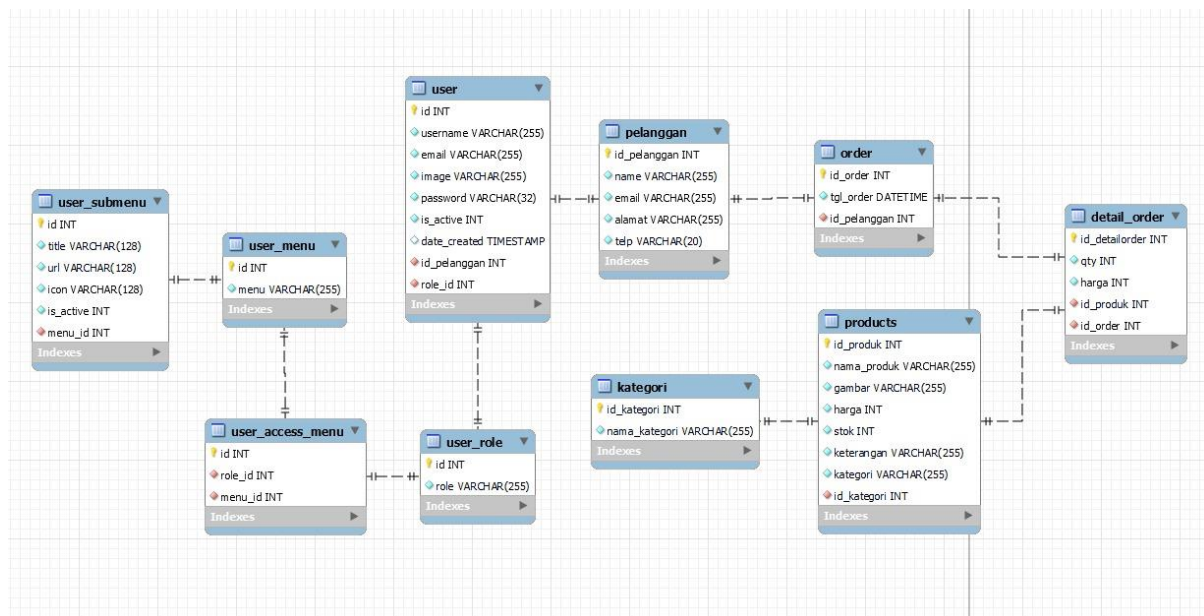 user
id INT
username VARCHAR(255)
email VARCHAR(255)
image VARCHAR(255)
password VARCHAR(32)
is_active INT
date_created TIMESTAMP
id_pelanggan INT
role_id INT
Indexes
pelanggan
id_pelanggan INT
name VARCHAR(255)
email VARCHAR(255)
alamat VARCHAR(255)
telp VARCHAR(20)
Indexes
order
id_order INT
tgl_order DATETIME
id_pelanggan INT
Indexes
user_submenu
id INT
title VARCHAR(128)
url VARCHAR(128)
icon VARCHAR(128)
is_active INT
menu_id INT
Indexes
user_menu
id INT
menu VARCHAR(255)
Indexes
detail_order
id_detailorder INT
qty INT
harga INT
id_produk INT
id_order INT
Indexes
products
id_produk INT
nama_produk VARCHAR(255)
gambar VARCHAR(255)
harga INT
stok INT
keterangan VARCHAR(255)
kategori VARCHAR(255)
id_kategori INT
Indexes
kategori
id_kategori INT
nama_kategori VARCHAR(255)
Indexes
user_access_menu
id INT
role_id INT
menu_id INT
Indexes
user_role
id INT
role VARCHAR(255)
Indexes